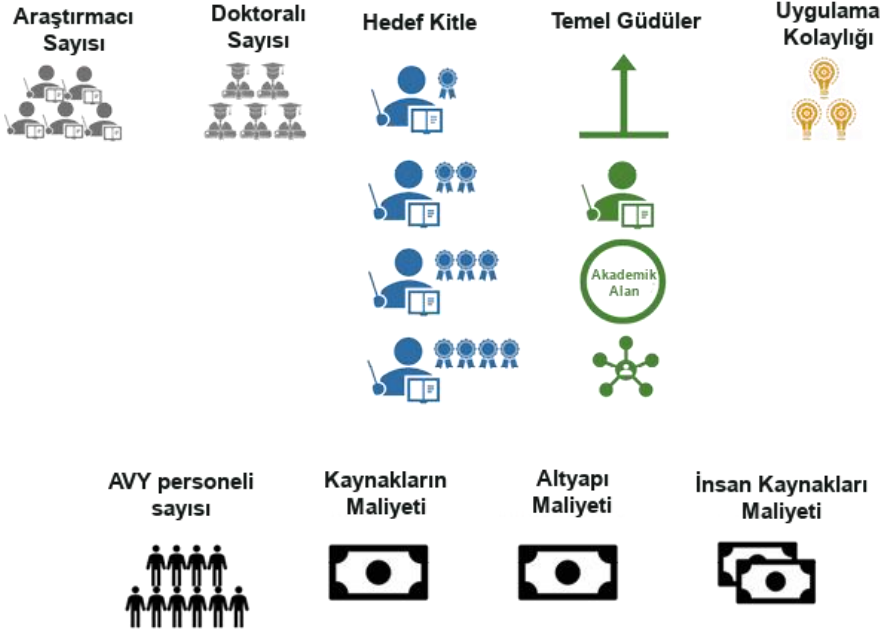 Araştırmacı
Sayısı
Doktoralı
Sayısı
Hedef Kitle
Temel Güdüler
Uygulama
Kolaylığı
Akademik
Alan
AVY personeli
sayısı
Kaynakların
Maliyeti
Altyapı
Maliyeti
İnsan Kaynakları
Maliyeti